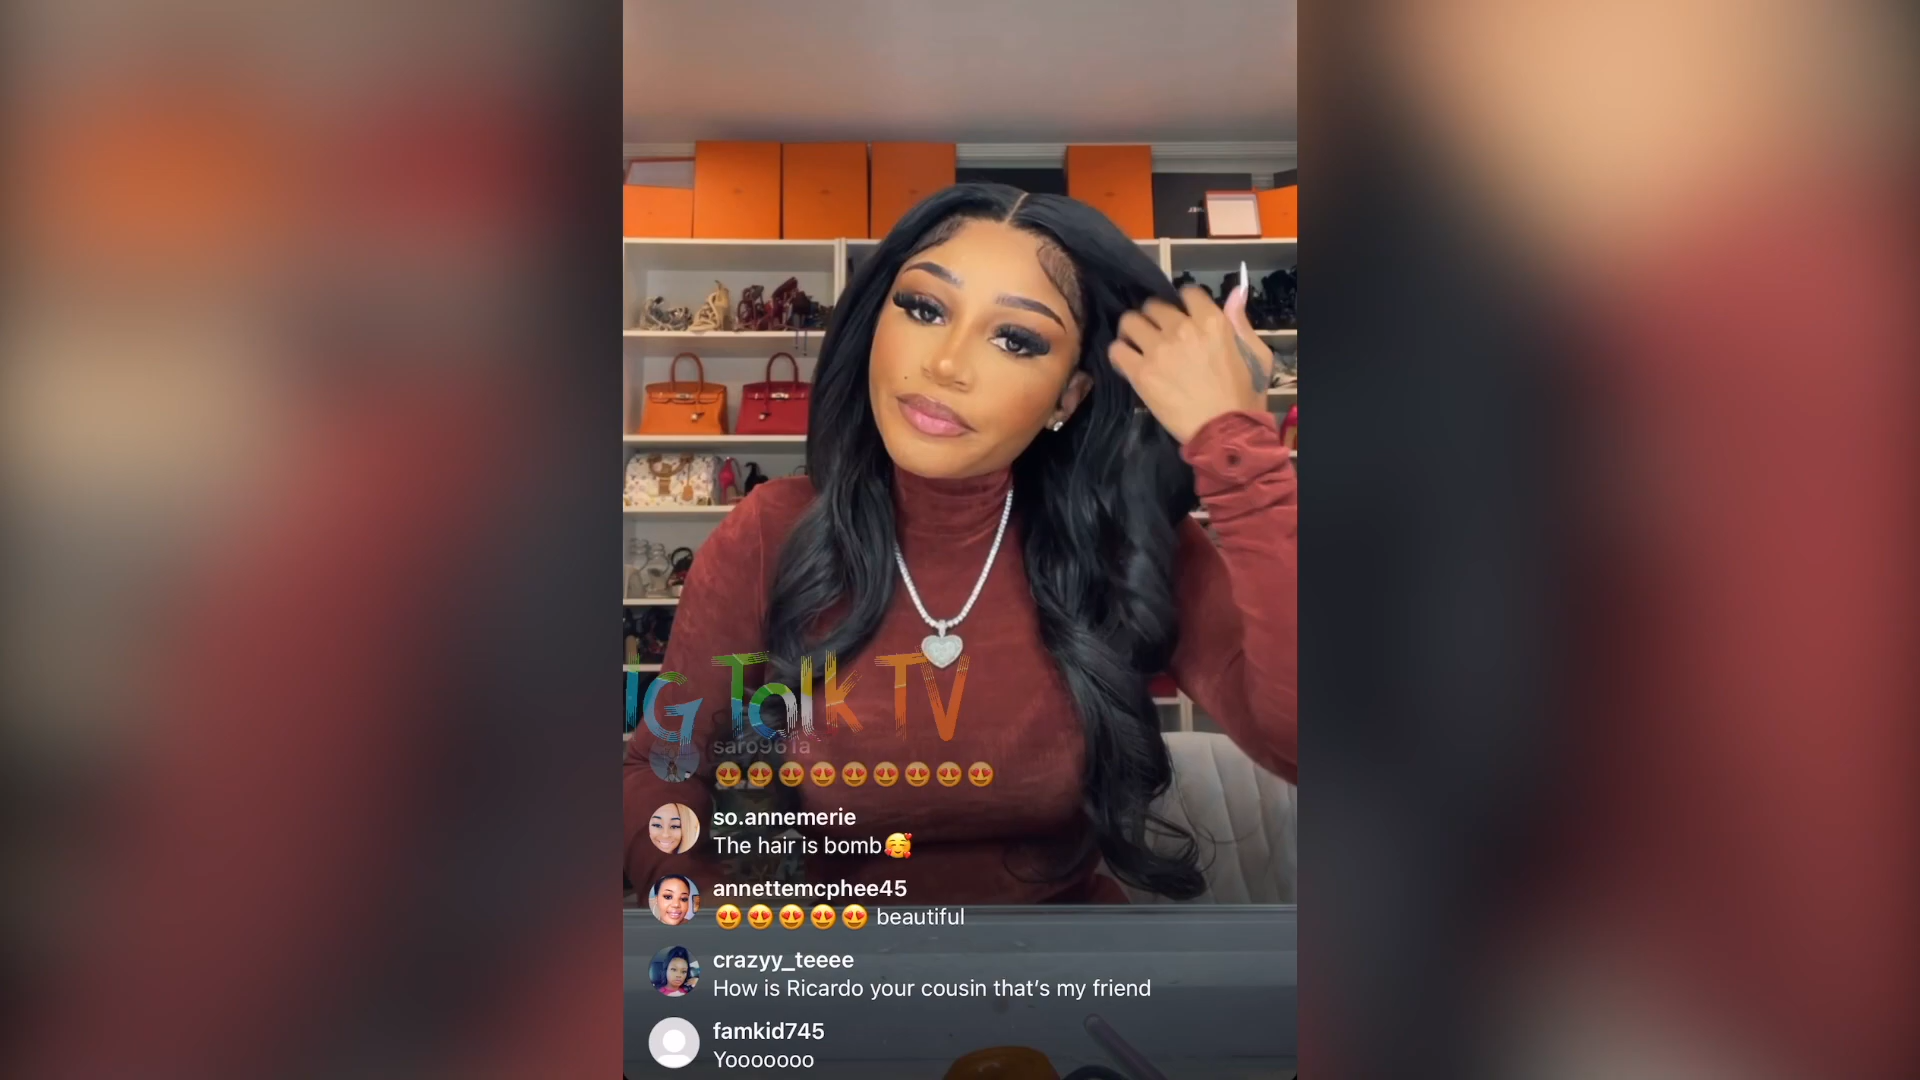 IG Talk TV
saro961a
😍😍😍😍😍😍😍😍😍
so.annemerie
The hair is bomb🥰
annettemcphee45
😍😍😍😍😍 beautiful
crazyy_teeee
How is Ricardo your cousin that’s my friend
famkid745
Yooooooo